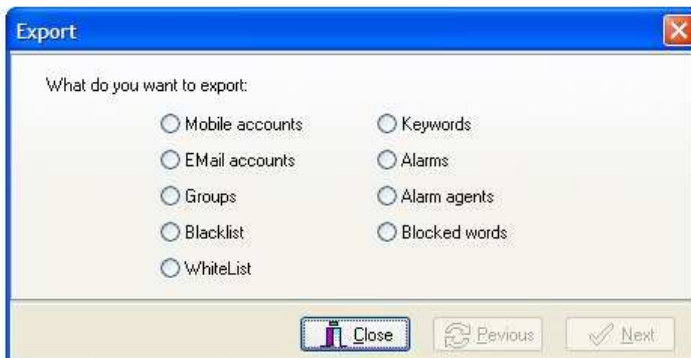 Export
What do you want to export:
Mobile accounts
EMail accounts
Groups
Blacklist
WhiteList
Keywords
Alarms
Alarm agents
Blocked words
Close
Pevious
Next